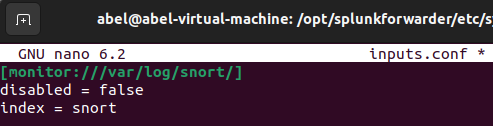 abel@abel-virtual-machine: /opt/splunkforwarder/etc/sy
GNU nano 6.2 inputs.conf *
[monitor:///var/log/snort/]
disabled = false
index = snort